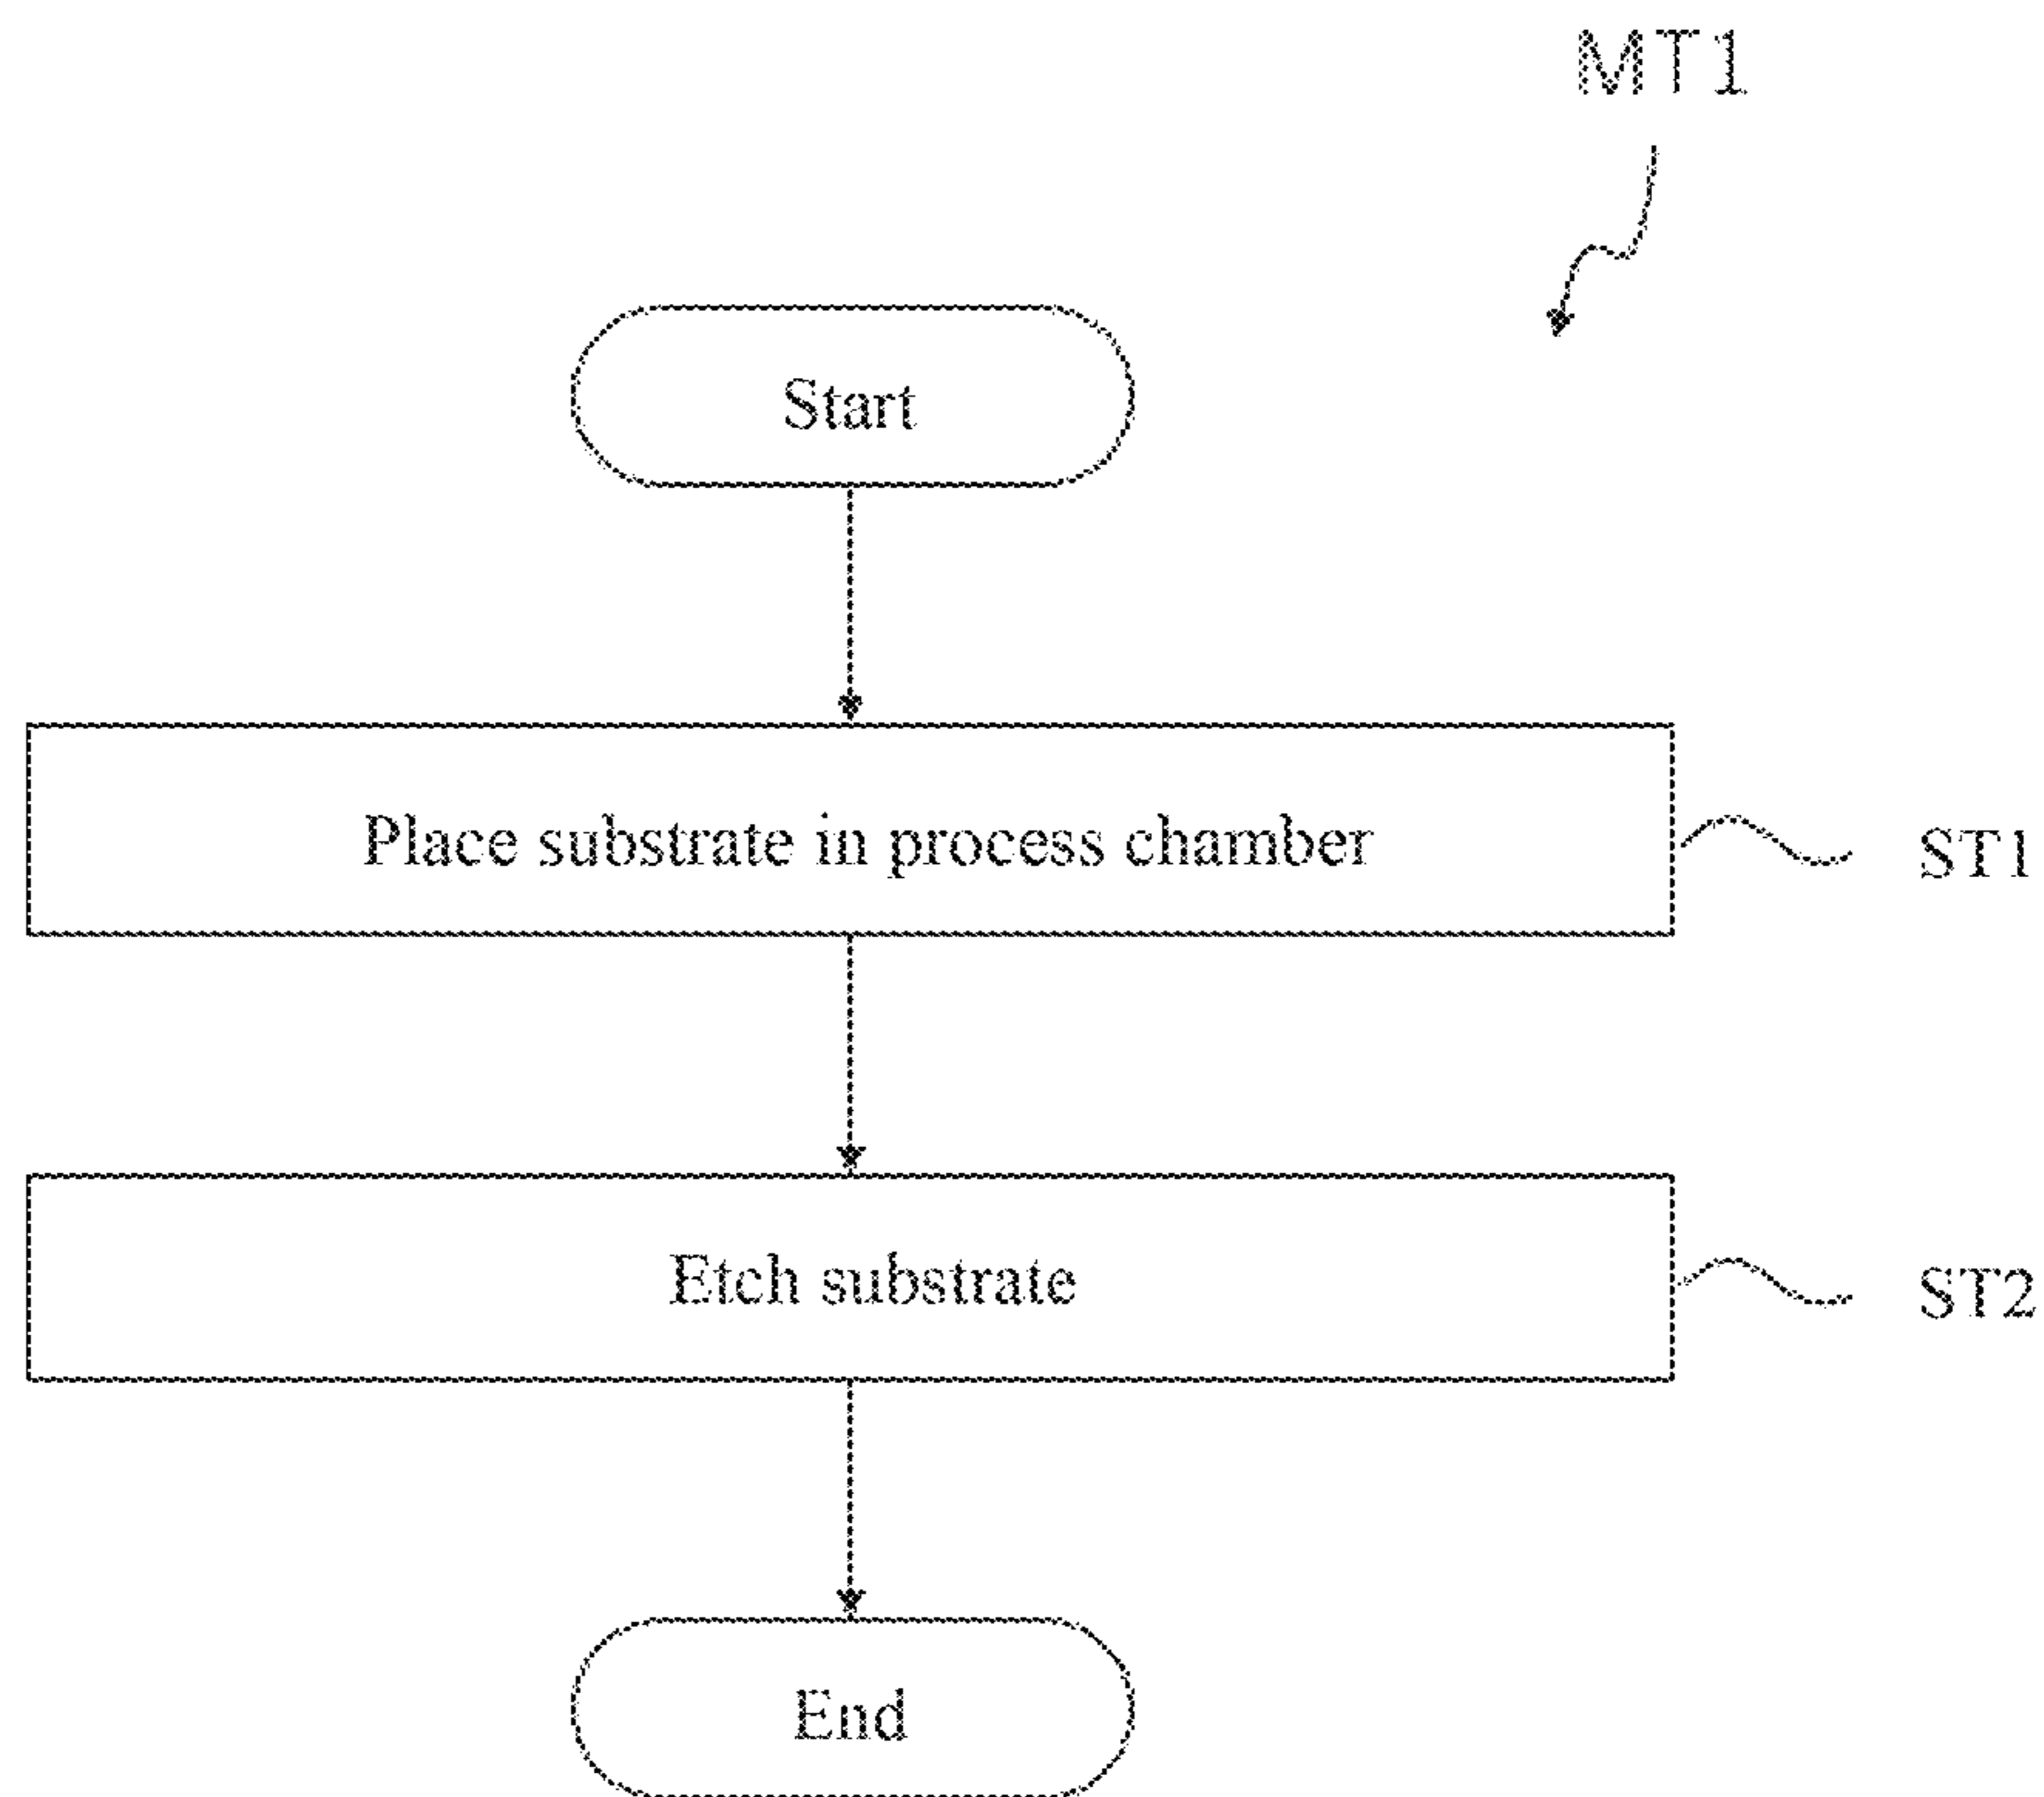 MT1
Start
Place substrate in process chamber
ST1
Etch substrate
ST2
End